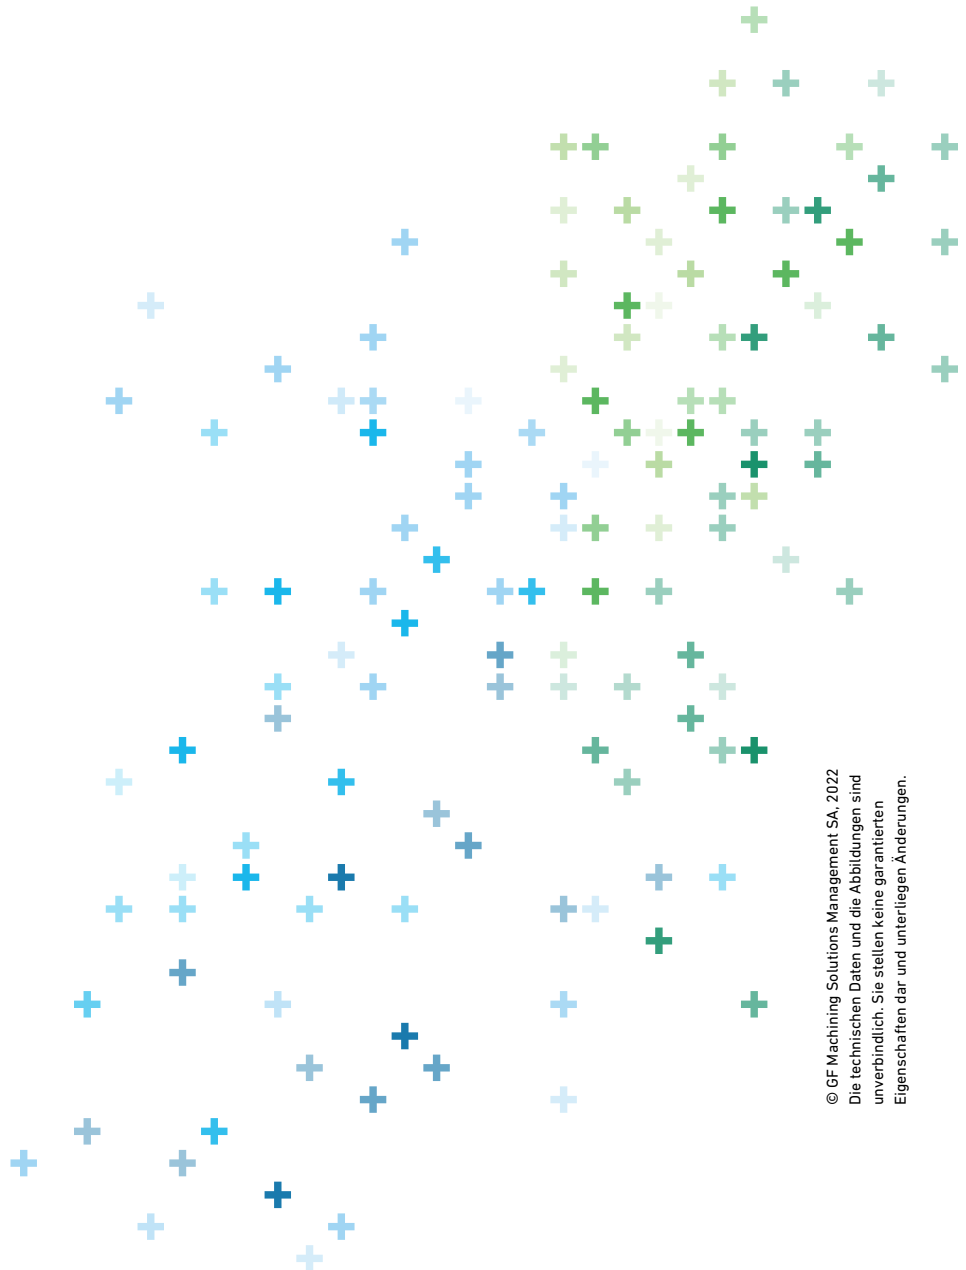 © GF Machining Solutions Management SA, 2022
Die technischen Daten und die Abbildungen sind
unverbindlich. Sie stellen keine garantierten
Eigenschaften dar und unterliegen Änderungen.